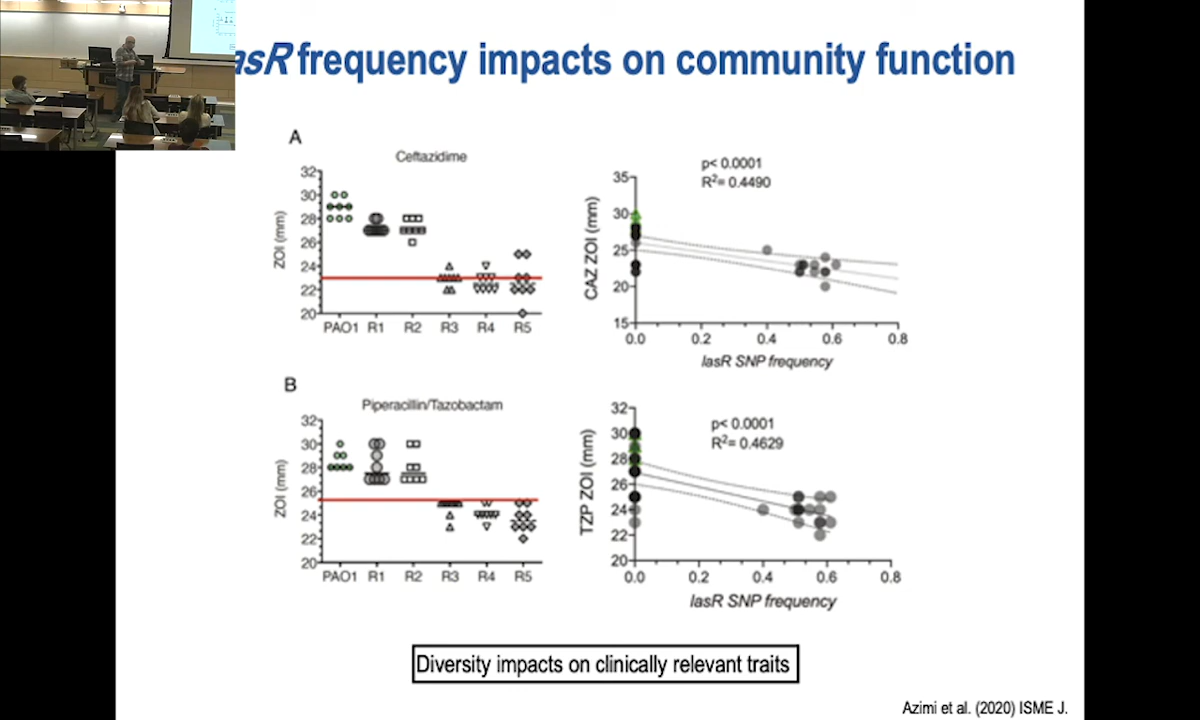 asR frequency impacts on community function
A
Ceftazidime
ZOI (mm)
32
30
28
26
24
22
20
PAO1 R1 R2 R3 R4 R5
p< 0.0001
R²= 0.4490
CAZ ZOI (mm)
35
30
25
20
15
0.0 0.2 0.4 0.6 0.8
lasR SNP frequency
B
Piperacillin/Tazobactam
ZOI (mm)
32
30
28
26
24
22
20
PAO1 R1 R2 R3 R4 R5
p< 0.0001
R²= 0.4629
TZP ZOI (mm)
32
30
28
26
24
22
20
0.0 0.2 0.4 0.6 0.8
lasR SNP frequency
Diversity impacts on clinically relevant traits
Azimi et al. (2020) ISME J.